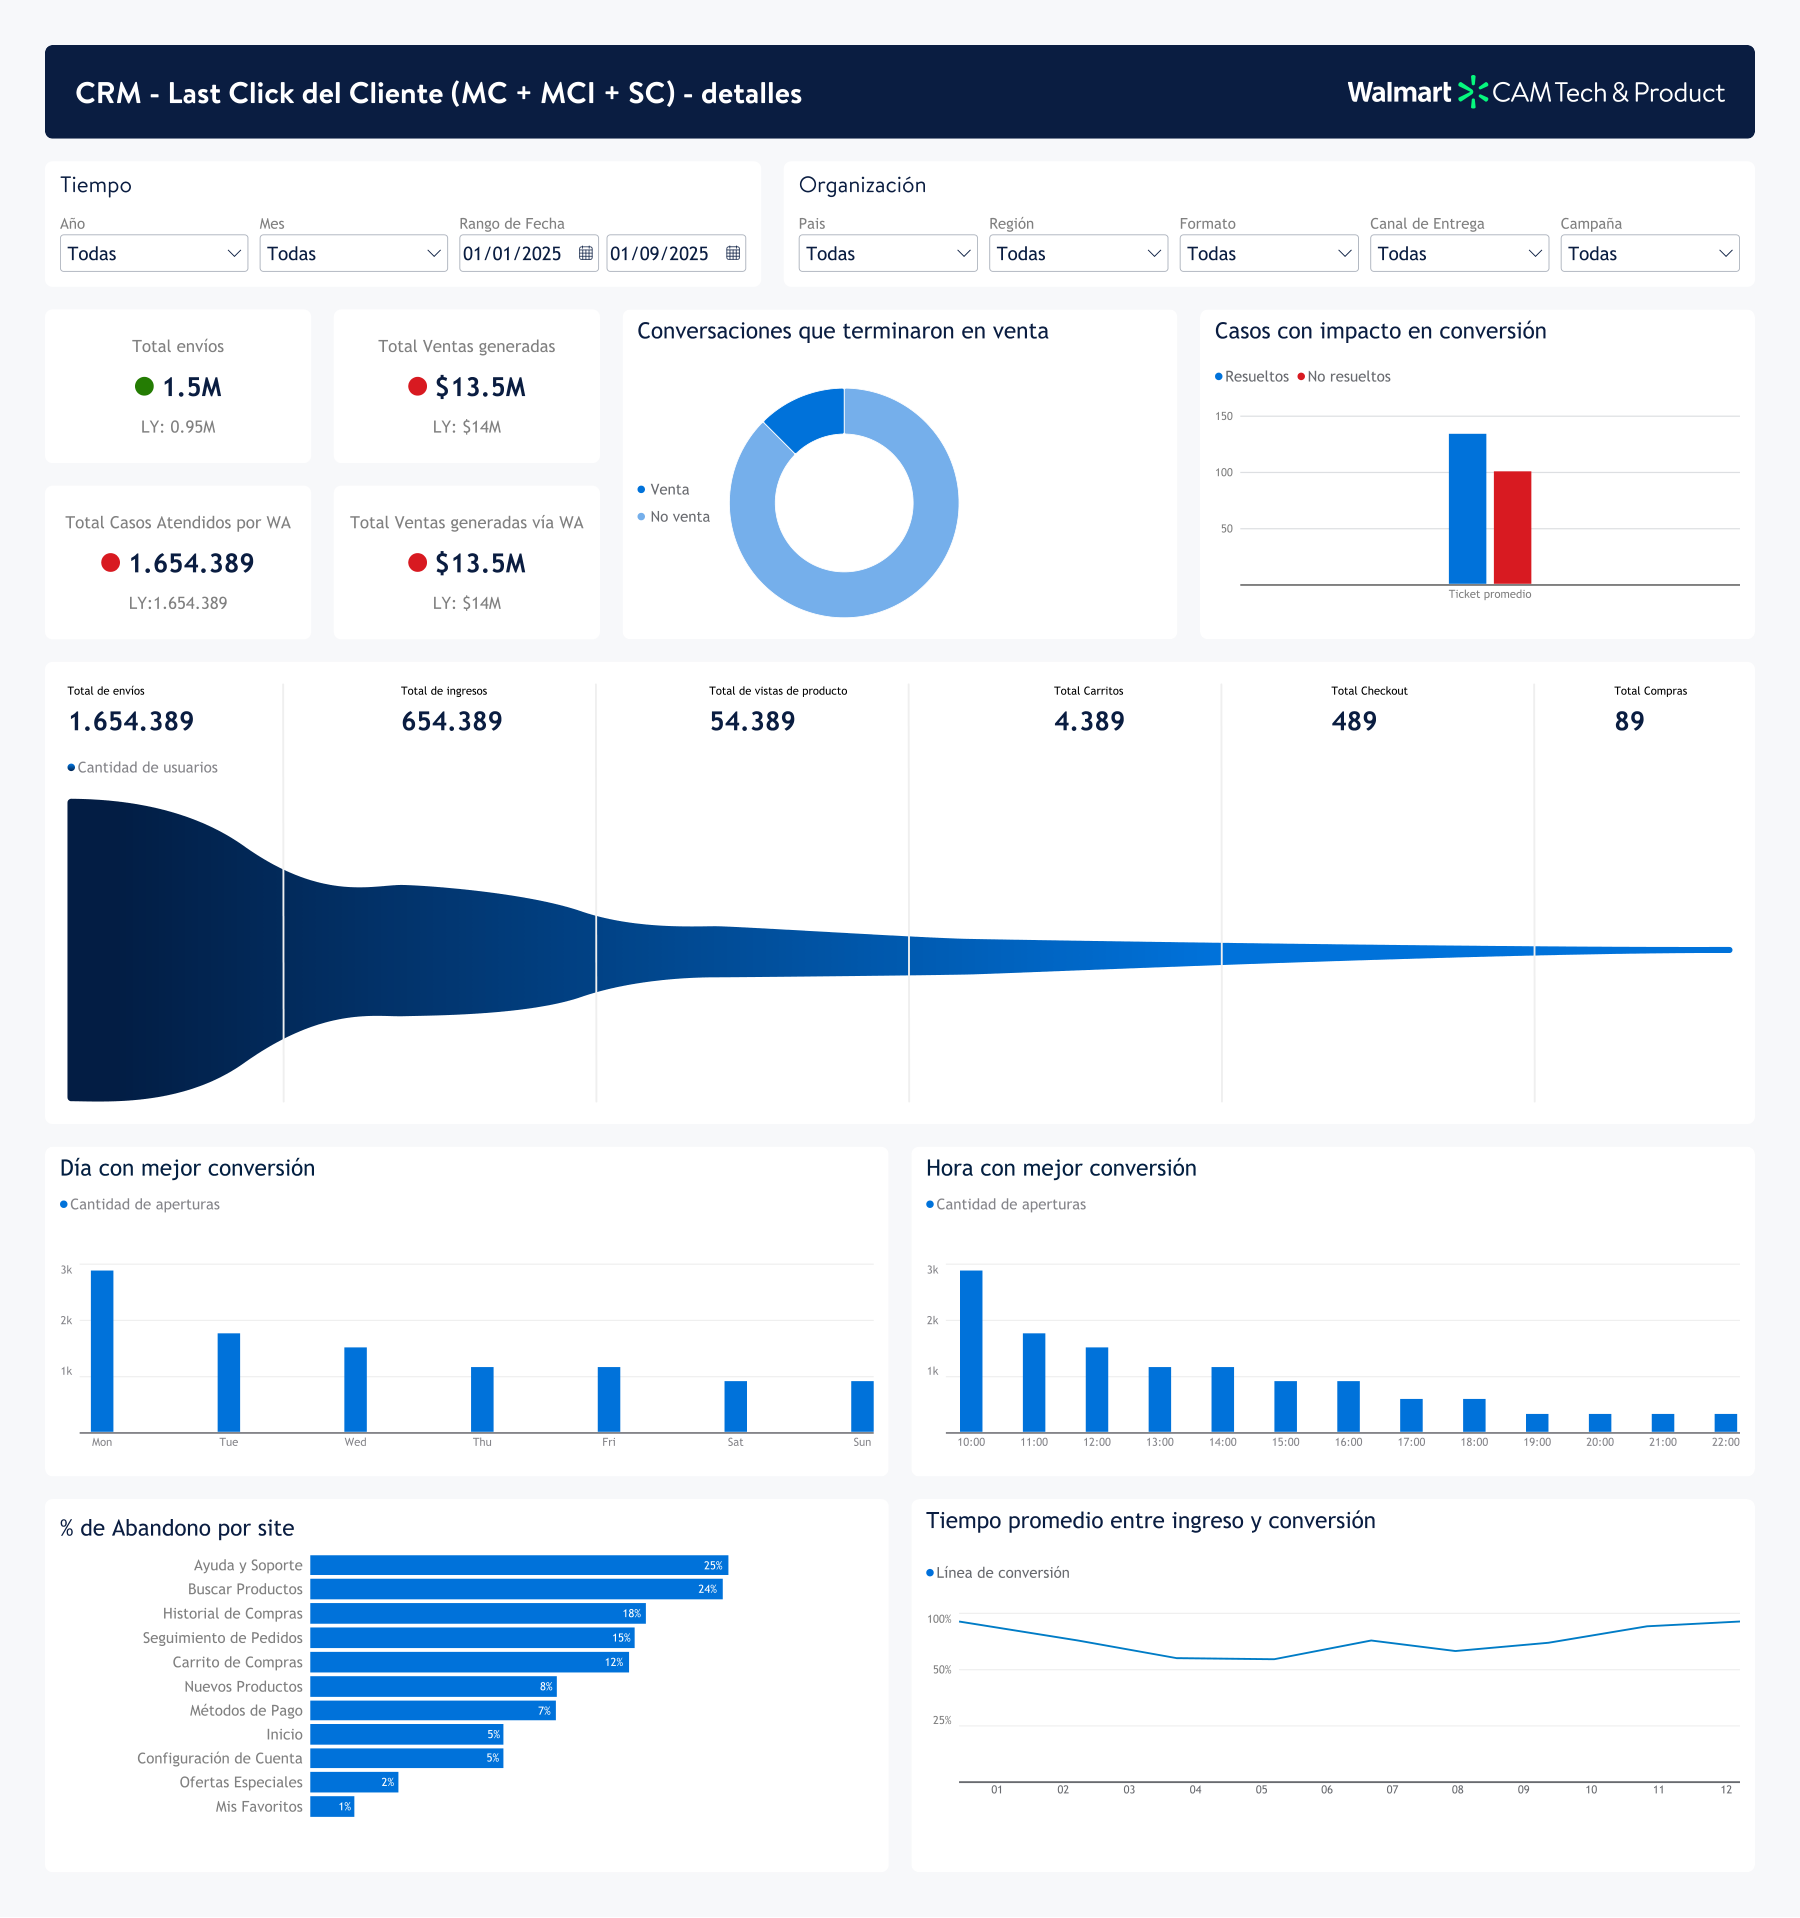 CRM - Last Click del Cliente (MC + MCI + SC) - detalles
Walmart CAM Tech & Product
Tiempo
Año Mes Rango de Fecha
Todas Todas 01/01/2025 01/09/2025
Organización
Pais Región Formato Canal de Entrega Campaña
Todas Todas Todas Todas Todas
Total envíos
1.5M
LY: 0.95M
Total Ventas generadas
$13.5M
LY: $14M
Total Casos Atendidos por WA
1.654.389
LY:1.654.389
Total Ventas generadas vía WA
$13.5M
LY: $14M
Conversaciones que terminaron en venta
Venta
No venta
Casos con impacto en conversión
Resueltos No resueltos
150
100
50
Ticket promedio
Total de envíos Total de ingresos Total de vistas de producto Total Carritos Total Checkout Total Compras
1.654.389 654.389 54.389 4.389 489 89
Cantidad de usuarios
Día con mejor conversión
Cantidad de aperturas
3k
2k
1k
Mon Tue Wed Thu Fri Sat Sun
Hora con mejor conversión
Cantidad de aperturas
3k
2k
1k
10:00 11:00 12:00 13:00 14:00 15:00 16:00 17:00 18:00 19:00 20:00 21:00 22:00
% de Abandono por site
Ayuda y Soporte 25%
Buscar Productos 24%
Historial de Compras 18%
Seguimiento de Pedidos 15%
Carrito de Compras 12%
Nuevos Productos 8%
Métodos de Pago 7%
Inicio 5%
Configuración de Cuenta 5%
Ofertas Especiales 2%
Mis Favoritos 1%
Tiempo promedio entre ingreso y conversión
Línea de conversión
100%
50%
25%
01 02 03 04 05 06 07 08 09 10 11 12